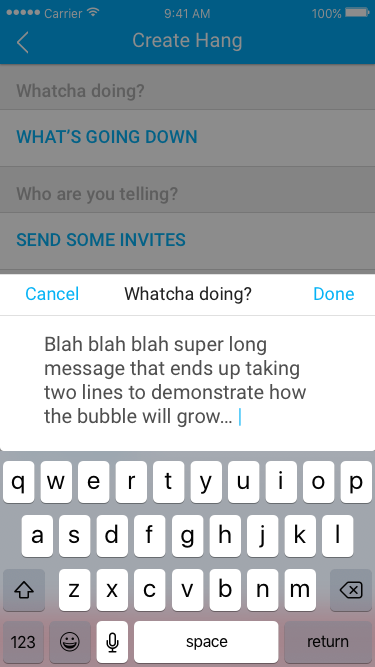 Carrier 9:41 AM 100%
Create Hang
Whatcha doing?
WHAT'S GOING DOWN
Who are you telling?
SEND SOME INVITES
Cancel Whatcha doing? Done
Blah blah blah super long
message that ends up taking
two lines to demonstrate how
the bubble will grow...
q w e r t y u i o p
a s d f g h j k l
z x c v b n m
123 space return